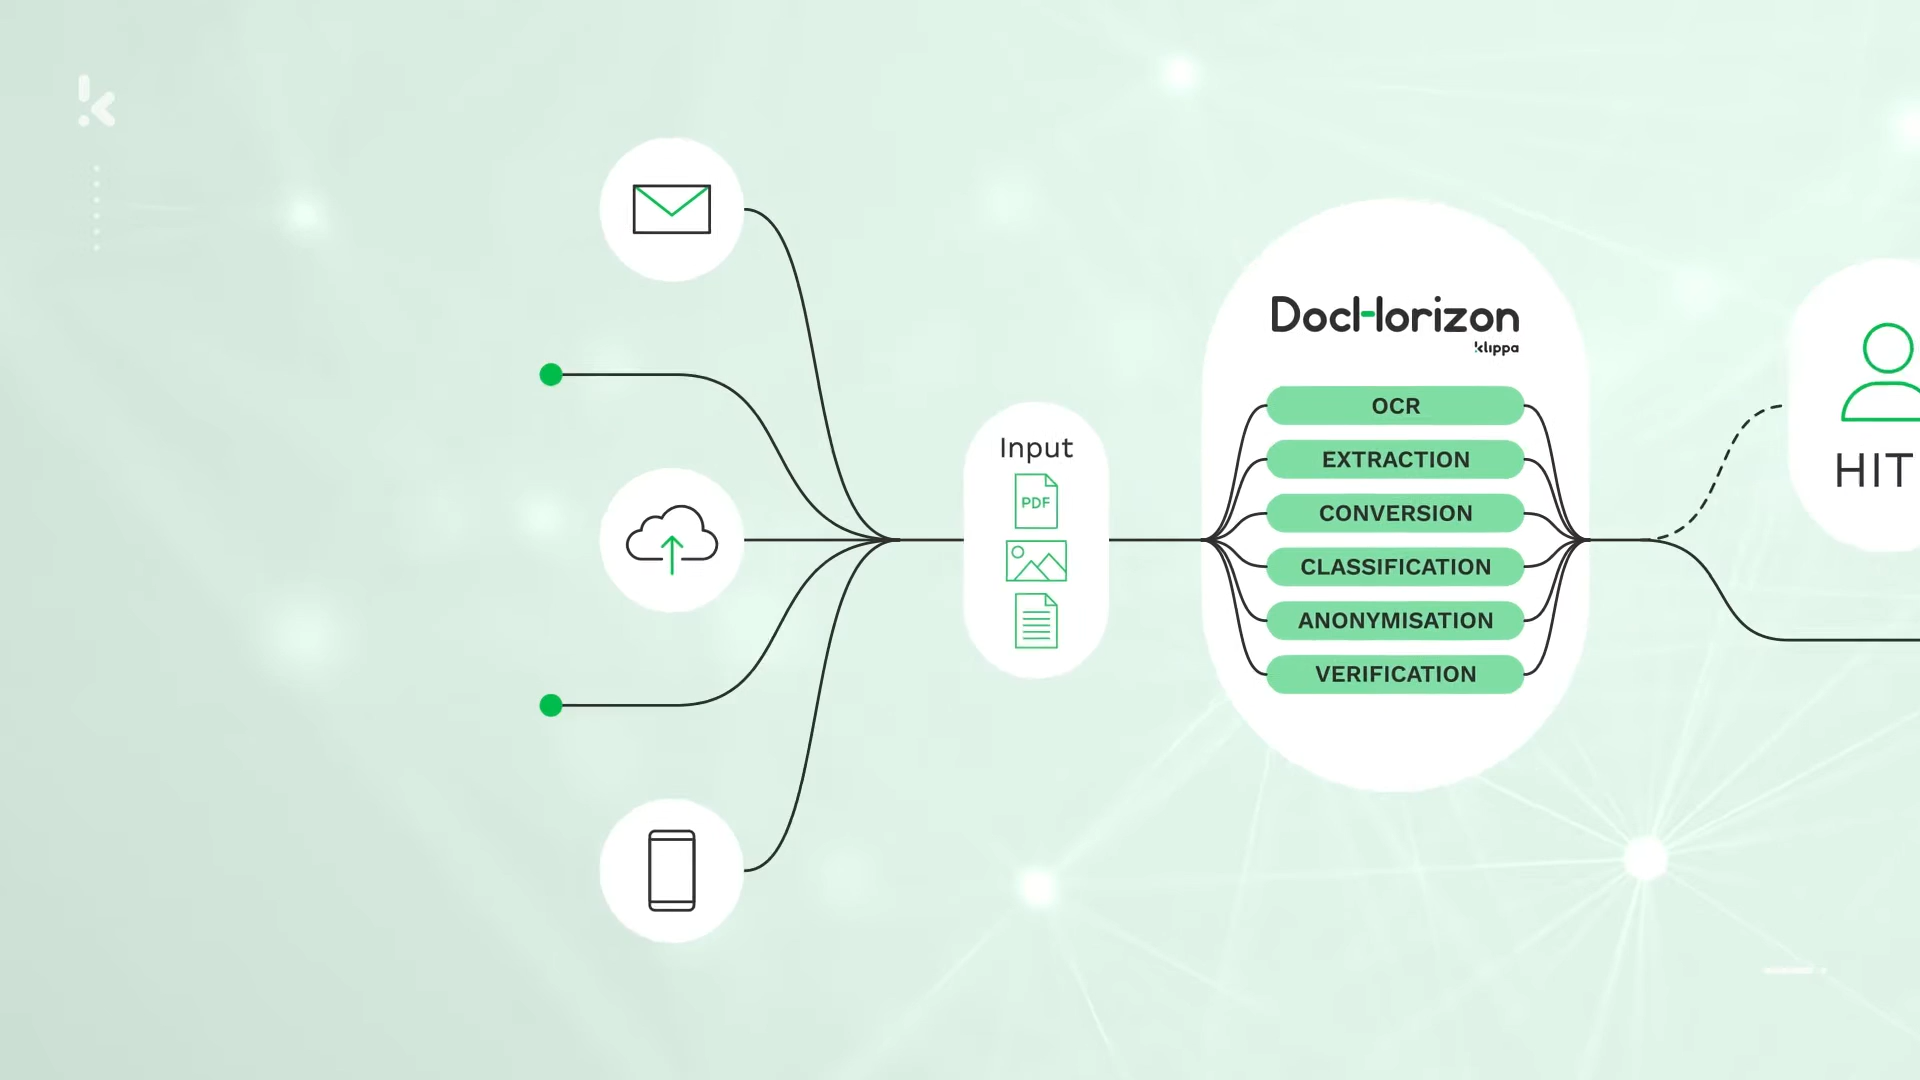 Input
PDF
DocHorizon
klippa
OCR
EXTRACTION
CONVERSION
CLASSIFICATION
ANONYMISATION
VERIFICATION
HIT